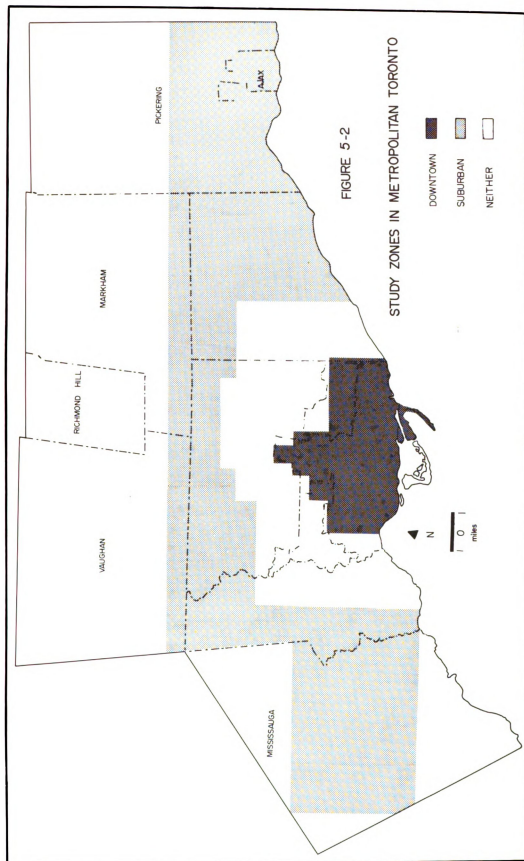 PICKERING
AJAX
MARKHAM
RICHMOND HILL
VAUGHAN
MISSISSAUGA
FIGURE 5-2
STUDY ZONES IN METROPOLITAN TORONTO
DOWNTOWN
SUBURBAN
NEITHER
N
0
miles